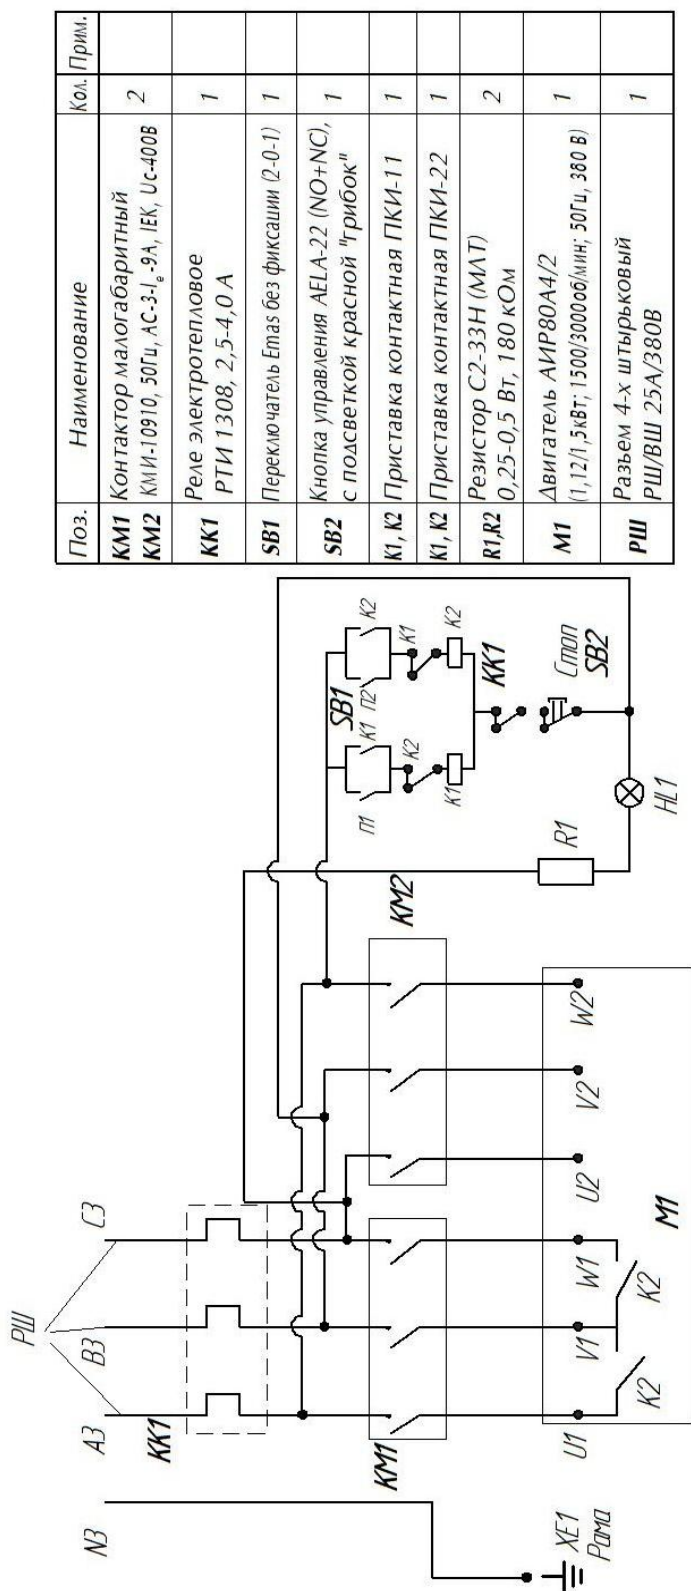 Поз.
Наименование
Кол.
Прим.
КМ1
КМ2
Контактор малогабаритный
КМИ-10910, 50Гц, АС-3-Iе-9А, IEK, Uс-400В
2
КК1
Реле электротепловое
РТИ 1308, 2,5-4,0 А
1
SB1
Переключатель Emas без фиксации (2-0-1)
1
SB2
Кнопка управления AELA-22 (NO+NC),
с подсветкой красной "грибок"
1
К1, К2
Приставка контактная ПКИ-11
1
К1, К2
Приставка контактная ПКИ-22
1
R1,R2
Резистор С2-33Н (МЛТ)
0,25-0,5 Вт, 180 кОм
2
М1
Двигатель АИР80А4/2
(1,12/1,5кВт; 1500/3000об/мин; 50Гц, 380 В)
1
РШ
Разъем 4-х штырьковый
РШ/ВШ 25А/380В
1
РШ
N3
A3
B3
C3
КК1
КМ1
КМ2
SB1
П1
К1
П2
К2
К2
К1
К1
К2
КК1
Стоп
SB2
R1
HL1
U1
V1
W1
U2
V2
W2
К2
К2
М1
XE1
Рама